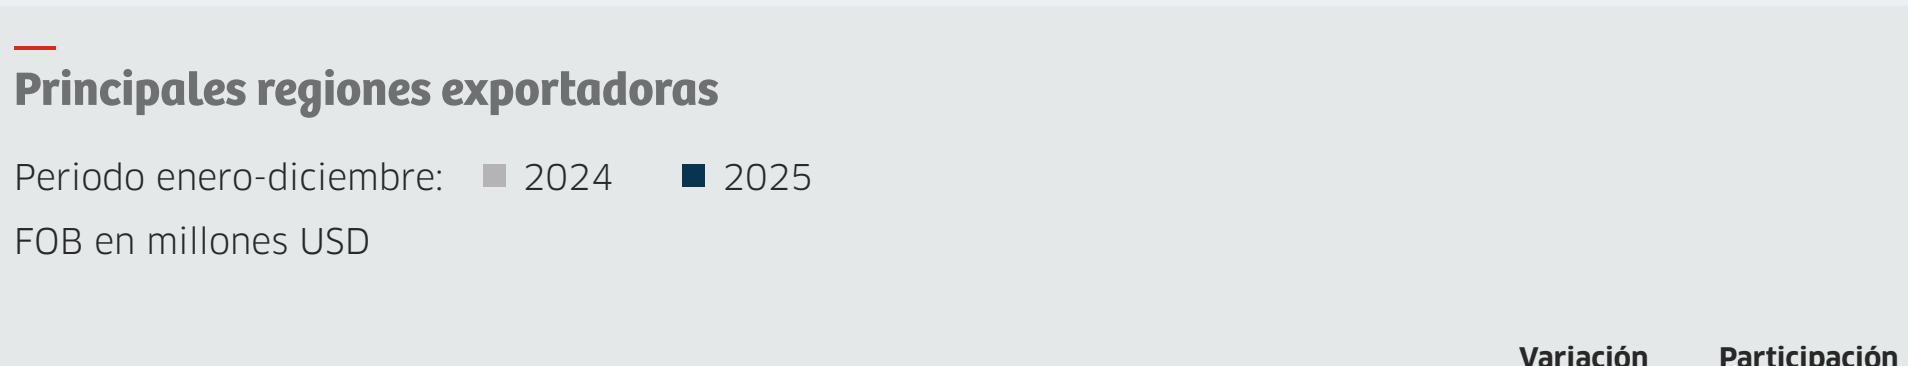 Principales regiones exportadoras
Periodo enero-diciembre: 2024 2025
FOB en millones USD
Variación Participación